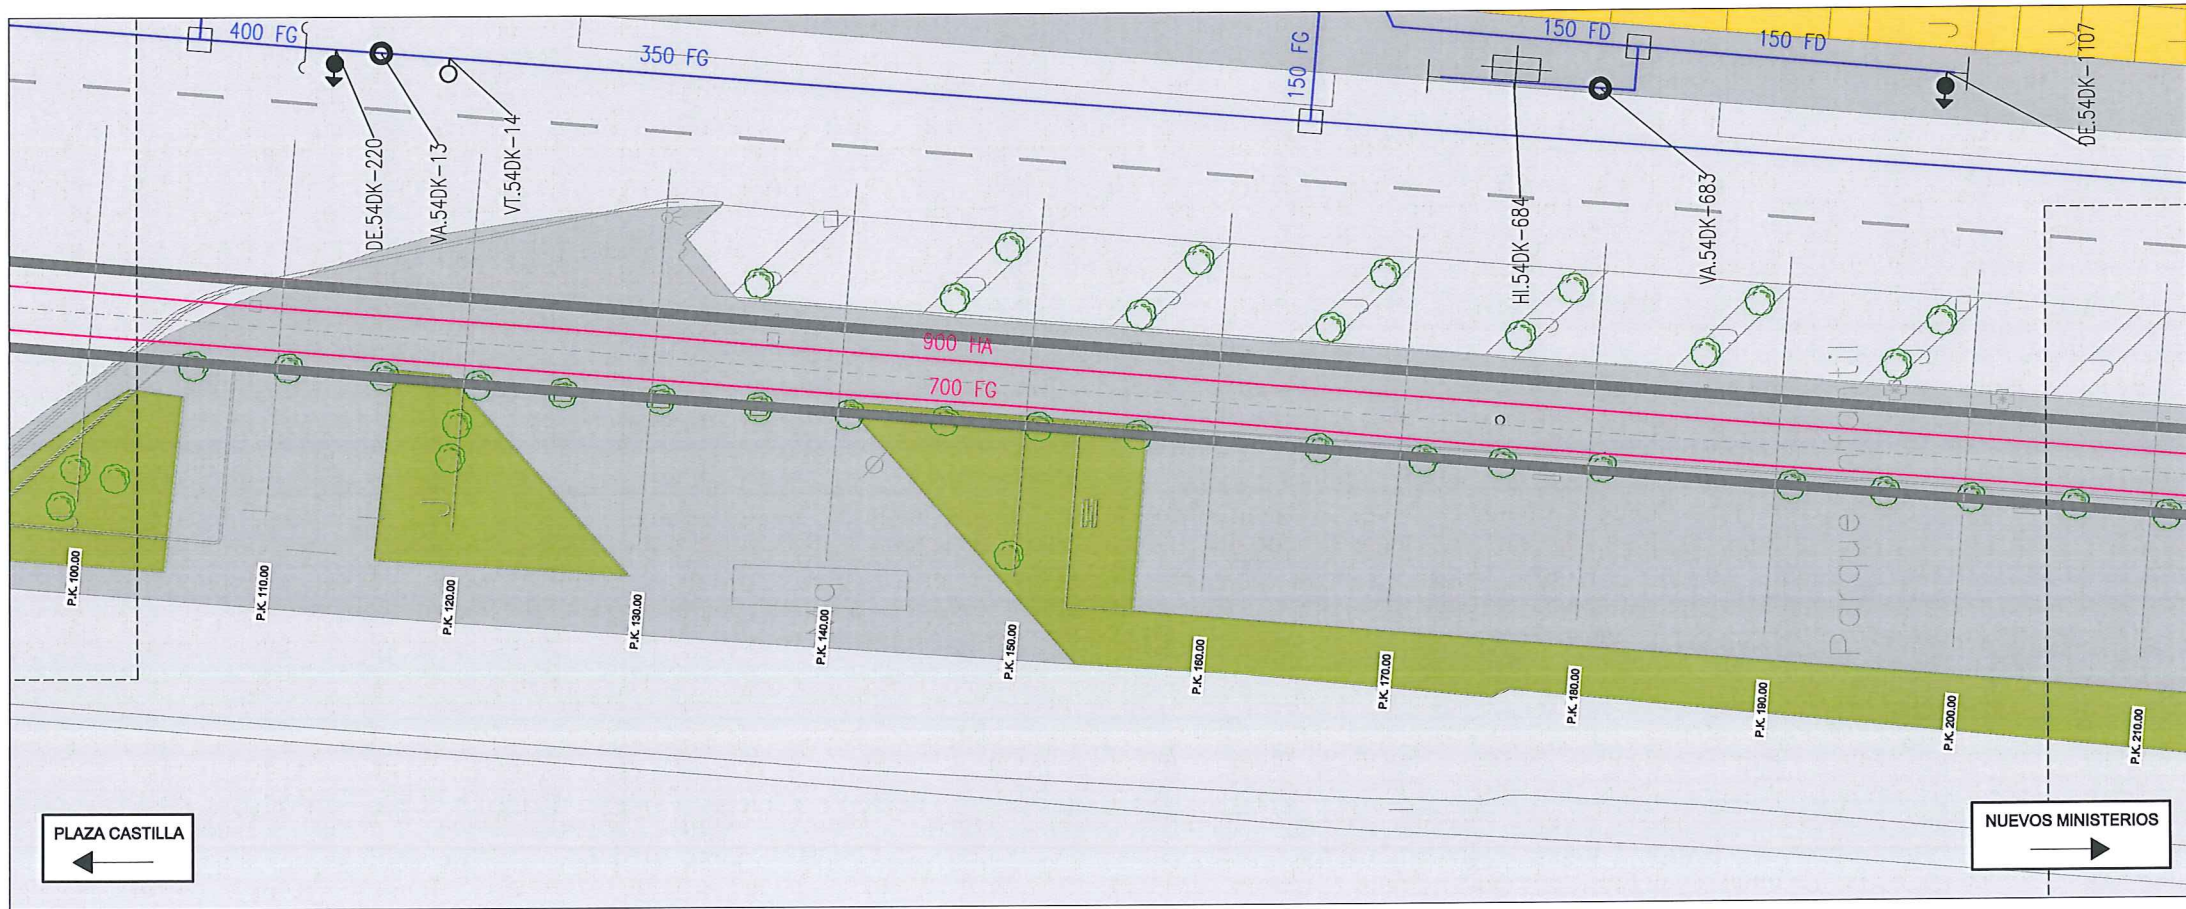 400 FG
350 FG
150 FG
150 FD
150 FD
DE.54DK-1107
DE.54DK-220
VA.54DK-13
VT.54DK-14
HI.54DK-684
VA.54DK-683
900 HA
700 FG
J
J
J
Parque nfantil
P.K. 100.00
P.K. 110.00
P.K. 120.00
P.K. 130.00
P.K. 140.00
P.K. 150.00
P.K. 160.00
P.K. 170.00
P.K. 180.00
P.K. 190.00
P.K. 200.00
P.K. 210.00
PLAZA CASTILLA
NUEVOS MINISTERIOS